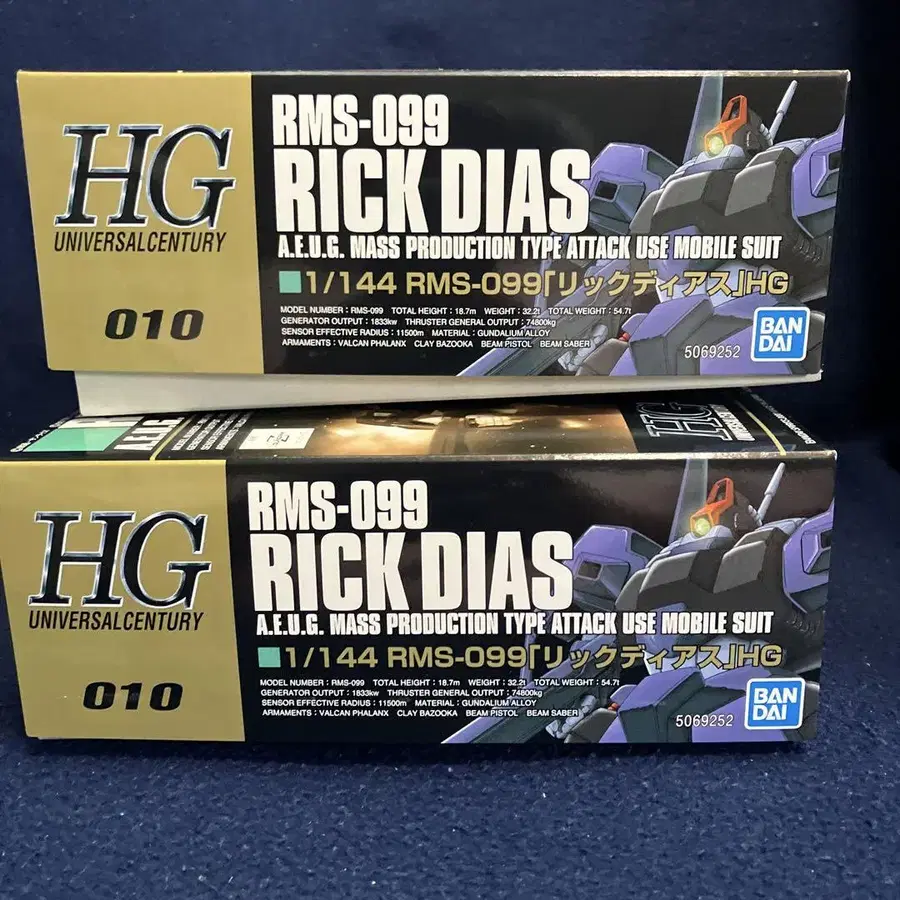 HG
UNIVERSALCENTURY
010
RMS-099
RICK DIAS
A.E.U.G. MASS PRODUCTION TYPE ATTACK USE MOBILE SUIT
1/144 RMS-099「リックディアス」HG
MODEL NUMBER : RMS-099 TOTAL HEIGHT : 18.7m WEIGHT : 32.2t TOTAL WEIGHT : 54.7t
GENERATOR OUTPUT : 1833kw THRUSTER GENERAL OUTPUT : 74800kg
SENSOR EFFECTIVE RADIUS : 11500m MATERIAL : GUNDALIUM ALLOY
ARMAMENTS : VALCAN PHALANX CLAY BAZOOKA BEAM PISTOL BEAM SABER
5069252
BAN
DAI
A.E.U.G.
HG
HG
UNIVERSALCENTURY
010
RMS-099
RICK DIAS
A.E.U.G. MASS PRODUCTION TYPE ATTACK USE MOBILE SUIT
1/144 RMS-099「リックディアス」HG
MODEL NUMBER : RMS-099 TOTAL HEIGHT : 18.7m WEIGHT : 32.2t TOTAL WEIGHT : 54.7t
GENERATOR OUTPUT : 1833kw THRUSTER GENERAL OUTPUT : 74800kg
SENSOR EFFECTIVE RADIUS : 11500m MATERIAL : GUNDALIUM ALLOY
ARMAMENTS : VALCAN PHALANX CLAY BAZOOKA BEAM PISTOL BEAM SABER
5069252
BAN
DAI